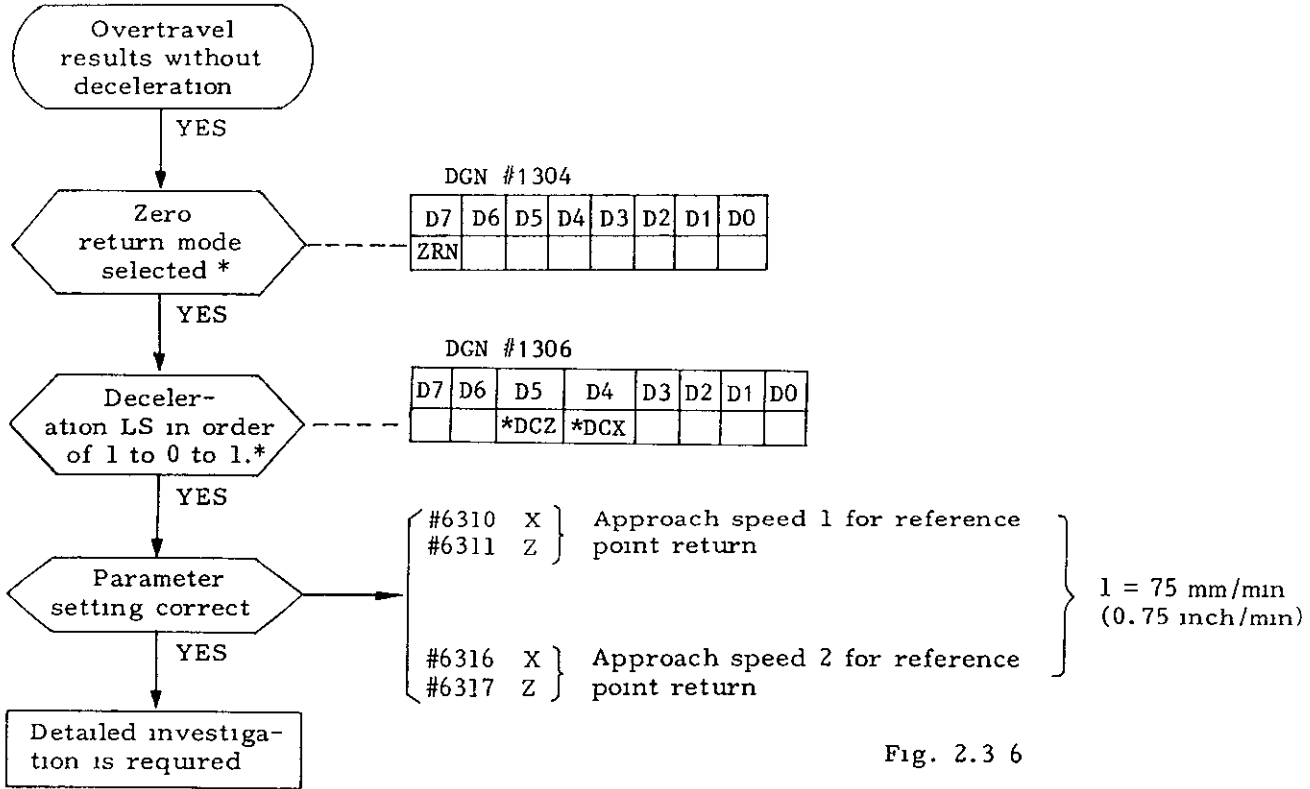 Overtravel
results without
deceleration
YES
Zero
return mode
selected *
DGN #1304
D7 D6 D5 D4 D3 D2 D1 D0
ZRN
YES
Deceler-
ation LS in order
of 1 to 0 to 1.*
DGN #1306
D7 D6 D5 D4 D3 D2 D1 D0
*DCZ *DCX
YES
Parameter
setting correct
#6310 X Approach speed 1 for reference
#6311 Z point return
#6316 X Approach speed 2 for reference
#6317 Z point return
1 = 75 mm/min
(0.75 inch/min)
YES
Detailed investiga-
tion is required
Fig. 2.3 6